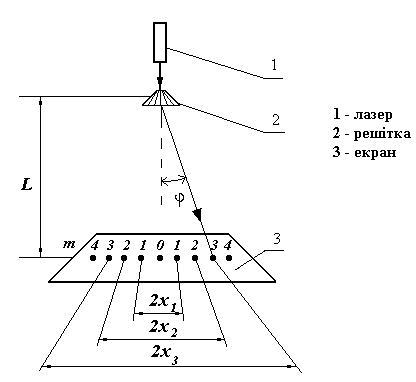 1
2
1 - лазер
2 - решітка
3 - екран
L
φ
m 4 3 2 1 0 1 2 3 4
3
2x₁
2x₂
2x₃